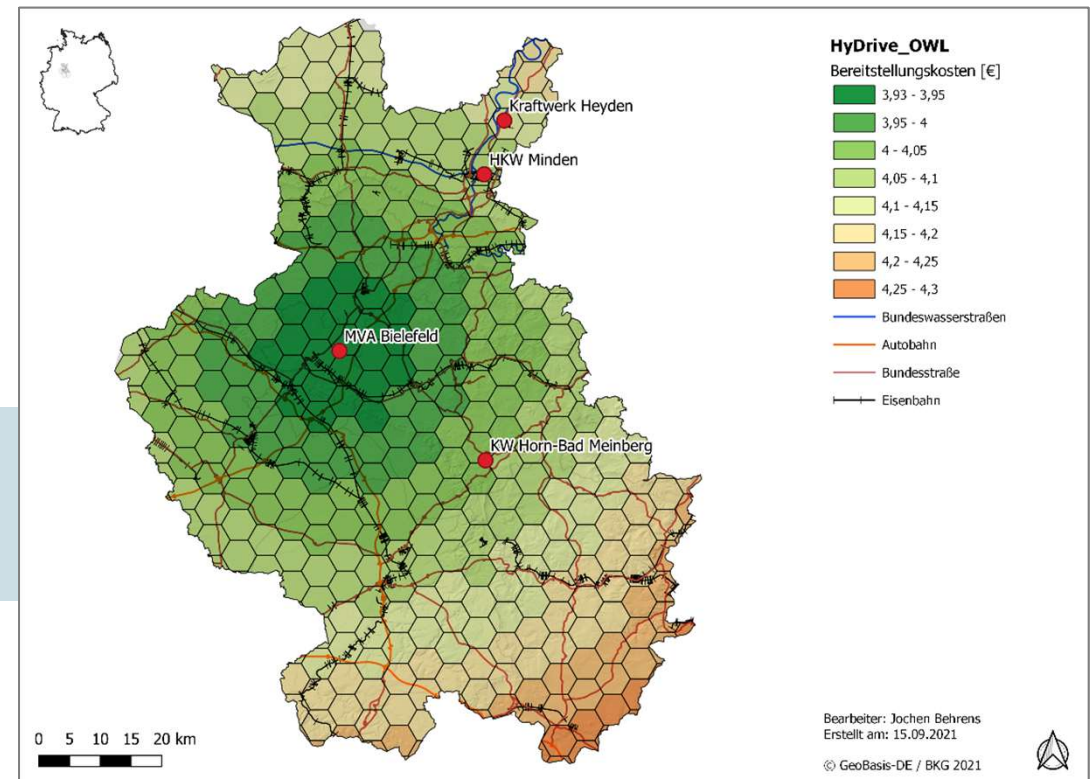 HyDrive_OWL
Bereitstellungskosten [€]
3,93 - 3,95
3,95 - 4
4 - 4,05
4,05 - 4,1
4,1 - 4,15
4,15 - 4,2
4,2 - 4,25
4,25 - 4,3
Bundeswasserstraßen
Autobahn
Bundesstraße
Eisenbahn
Kraftwerk Heyden
HKW Minden
MVA Bielefeld
KW Horn-Bad Meinberg
0 5 10 15 20 km
Bearbeiter: Jochen Behrens
Erstellt am: 15.09.2021
© GeoBasis-DE / BKG 2021